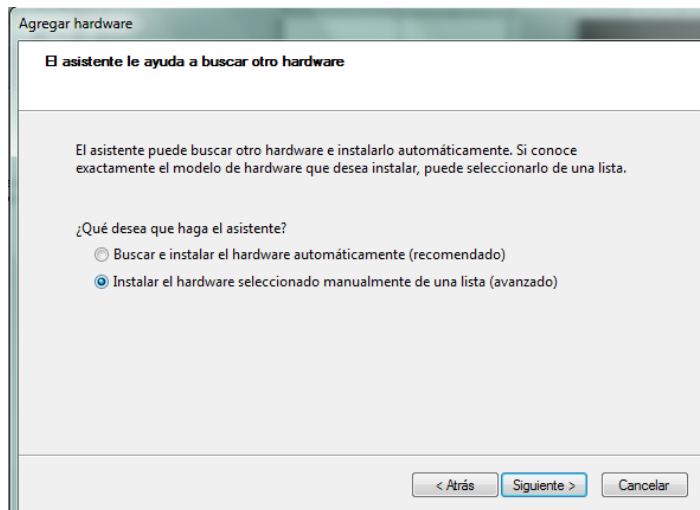 Agregar hardware
El asistente le ayuda a buscar otro hardware
El asistente puede buscar otro hardware e instalarlo automáticamente. Si conoce
exactamente el modelo de hardware que desea instalar, puede seleccionarlo de una lista.
¿Qué desea que haga el asistente?
Buscar e instalar el hardware automáticamente (recomendado)
Instalar el hardware seleccionado manualmente de una lista (avanzado)
< Atrás Siguiente > Cancelar